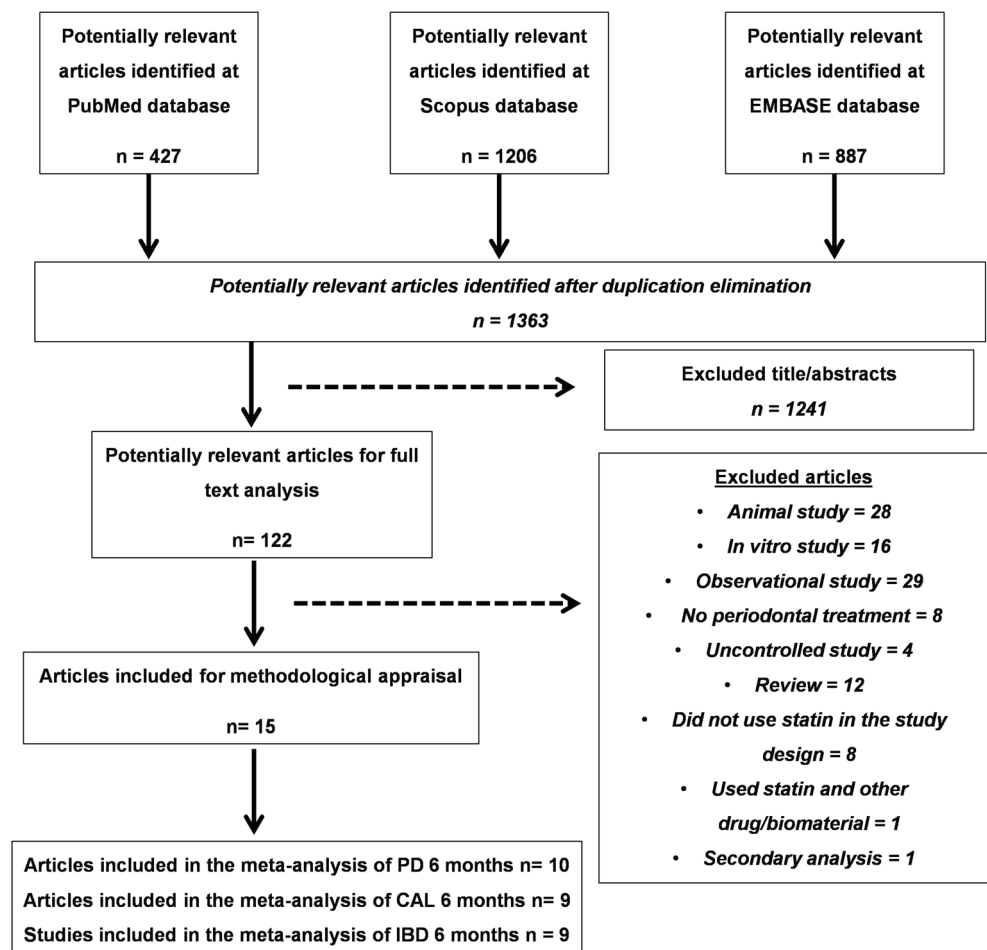 Potentially relevant
articles identified at
PubMed database
n = 427
Potentially relevant
articles identified at
Scopus database
n = 1206
Potentially relevant
articles identified at
EMBASE database
n = 887
Potentially relevant articles identified after duplication elimination
n = 1363
Excluded title/abstracts
n = 1241
Potentially relevant articles for full
text analysis
n= 122
Excluded articles
• Animal study = 28
• In vitro study = 16
• Observational study = 29
• No periodontal treatment = 8
• Uncontrolled study = 4
• Review = 12
• Did not use statin in the study
design = 8
• Used statin and other
drug/biomaterial = 1
• Secondary analysis = 1
Articles included for methodological appraisal
n= 15
Articles included in the meta-analysis of PD 6 months n= 10
Articles included in the meta-analysis of CAL 6 months n= 9
Studies included in the meta-analysis of IBD 6 months n = 9